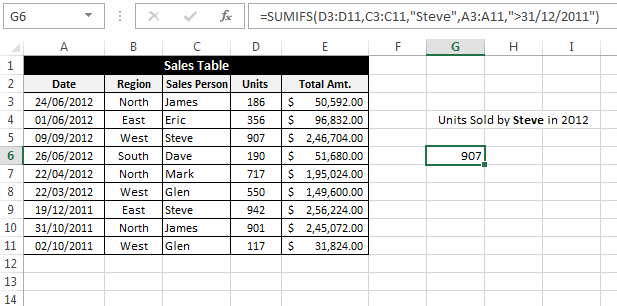 G6 fx =SUMIFS(D3:D11,C3:C11,"Steve",A3:A11,">31/12/2011")
A B C D E F G H I
1 Sales Table
2 Date Region Sales Person Units Total Amt.
3 24/06/2012 North James 186 $ 50,592.00
4 01/06/2012 East Eric 356 $ 96,832.00 Units Sold by Steve in 2012
5 09/09/2012 West Steve 907 $ 2,46,704.00
6 26/06/2012 South Dave 190 $ 51,680.00 907
7 22/04/2012 North Mark 717 $ 1,95,024.00
8 22/03/2012 West Glen 550 $ 1,49,600.00
9 19/12/2011 East Steve 942 $ 2,56,224.00
10 31/10/2011 North James 901 $ 2,45,072.00
11 02/10/2011 West Glen 117 $ 31,824.00
12
13
14